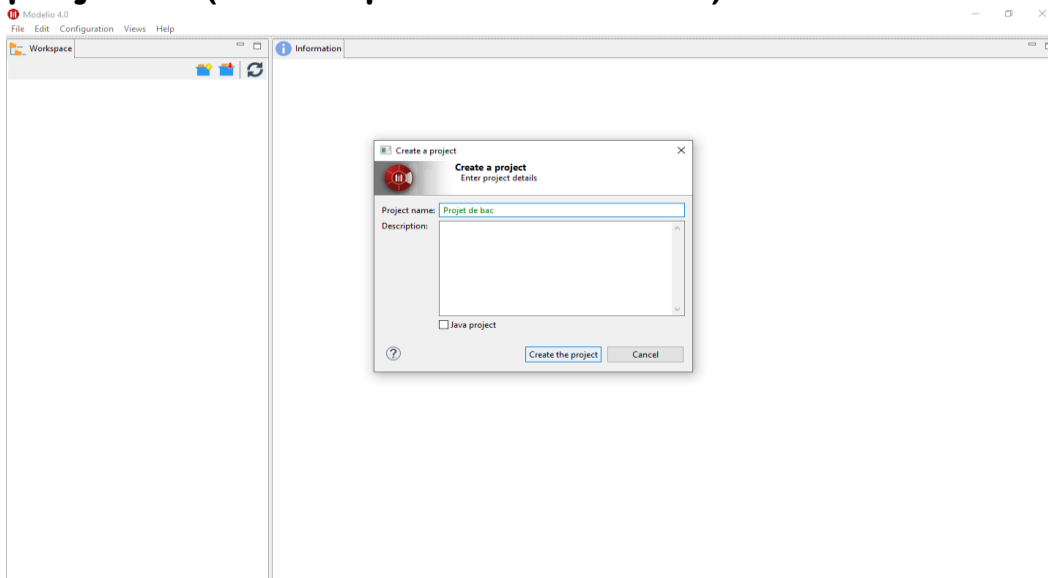 Modelio 4.0
File Edit Configuration Views Help
Workspace
Information
Create a project
Create a project
Enter project details
Project name: Projet de bac
Description:
Java project
Create the project Cancel